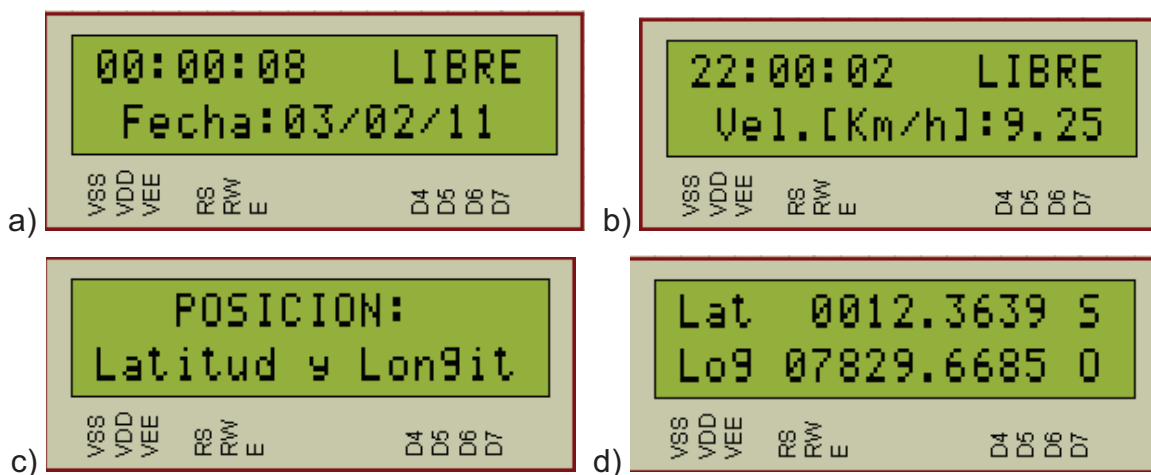 00:00:08 LIBRE
Fecha:03/02/11
VSS VDD VEE RS RW E D4 D5 D6 D7
a)
22:00:02 LIBRE
Vel.[Km/h]:9.25
VSS VDD VEE RS RW E D4 D5 D6 D7
b)
POSICION:
Latitud y Longit
VSS VDD VEE RS RW E D4 D5 D6 D7
c)
Lat 0012.3639 S
Log 07829.6685 O
VSS VDD VEE RS RW E D4 D5 D6 D7
d)